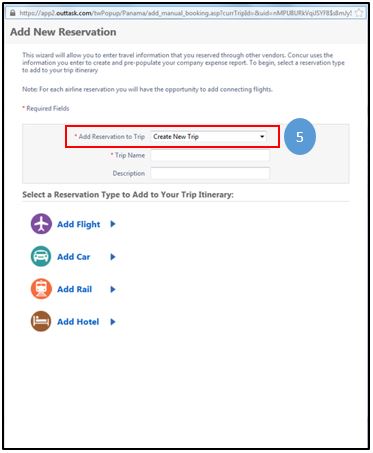 https://app2.outtask.com/twPopup/Panama/add_manual_booking.asp?currTripId=&uid=
Add New Reservation
This wizard will allow you to enter travel information that you reserved through other vendors. Concur uses the
information you enter to create and pre-populate your company expense report. To begin, select a reservation type
to add to your trip itinerary
Note: For each airline reservation you will have the opportunity to add connecting flights.
* Required Fields
* Add Reservation to Trip Create New Trip 5
* Trip Name
Description
Select a Reservation Type to Add to Your Trip Itinerary:
Add Flight
Add Car
Add Rail
Add Hotel